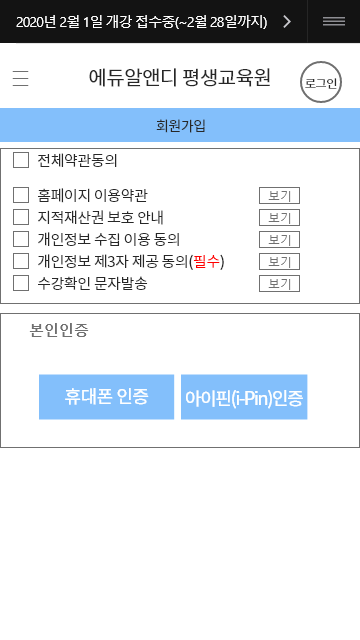 2020년 2월 1일 개강 접수중(~2월 28일까지)
에듀알앤디 평생교육원
로그인
회원가입
전체약관동의
홈페이지 이용약관 보기
지적재산권 보호 안내 보기
개인정보 수집 이용 동의 보기
개인정보 제3자 제공 동의(필수) 보기
수강확인 문자발송 보기
본인인증
휴대폰 인증 아이핀(i-Pin)인증